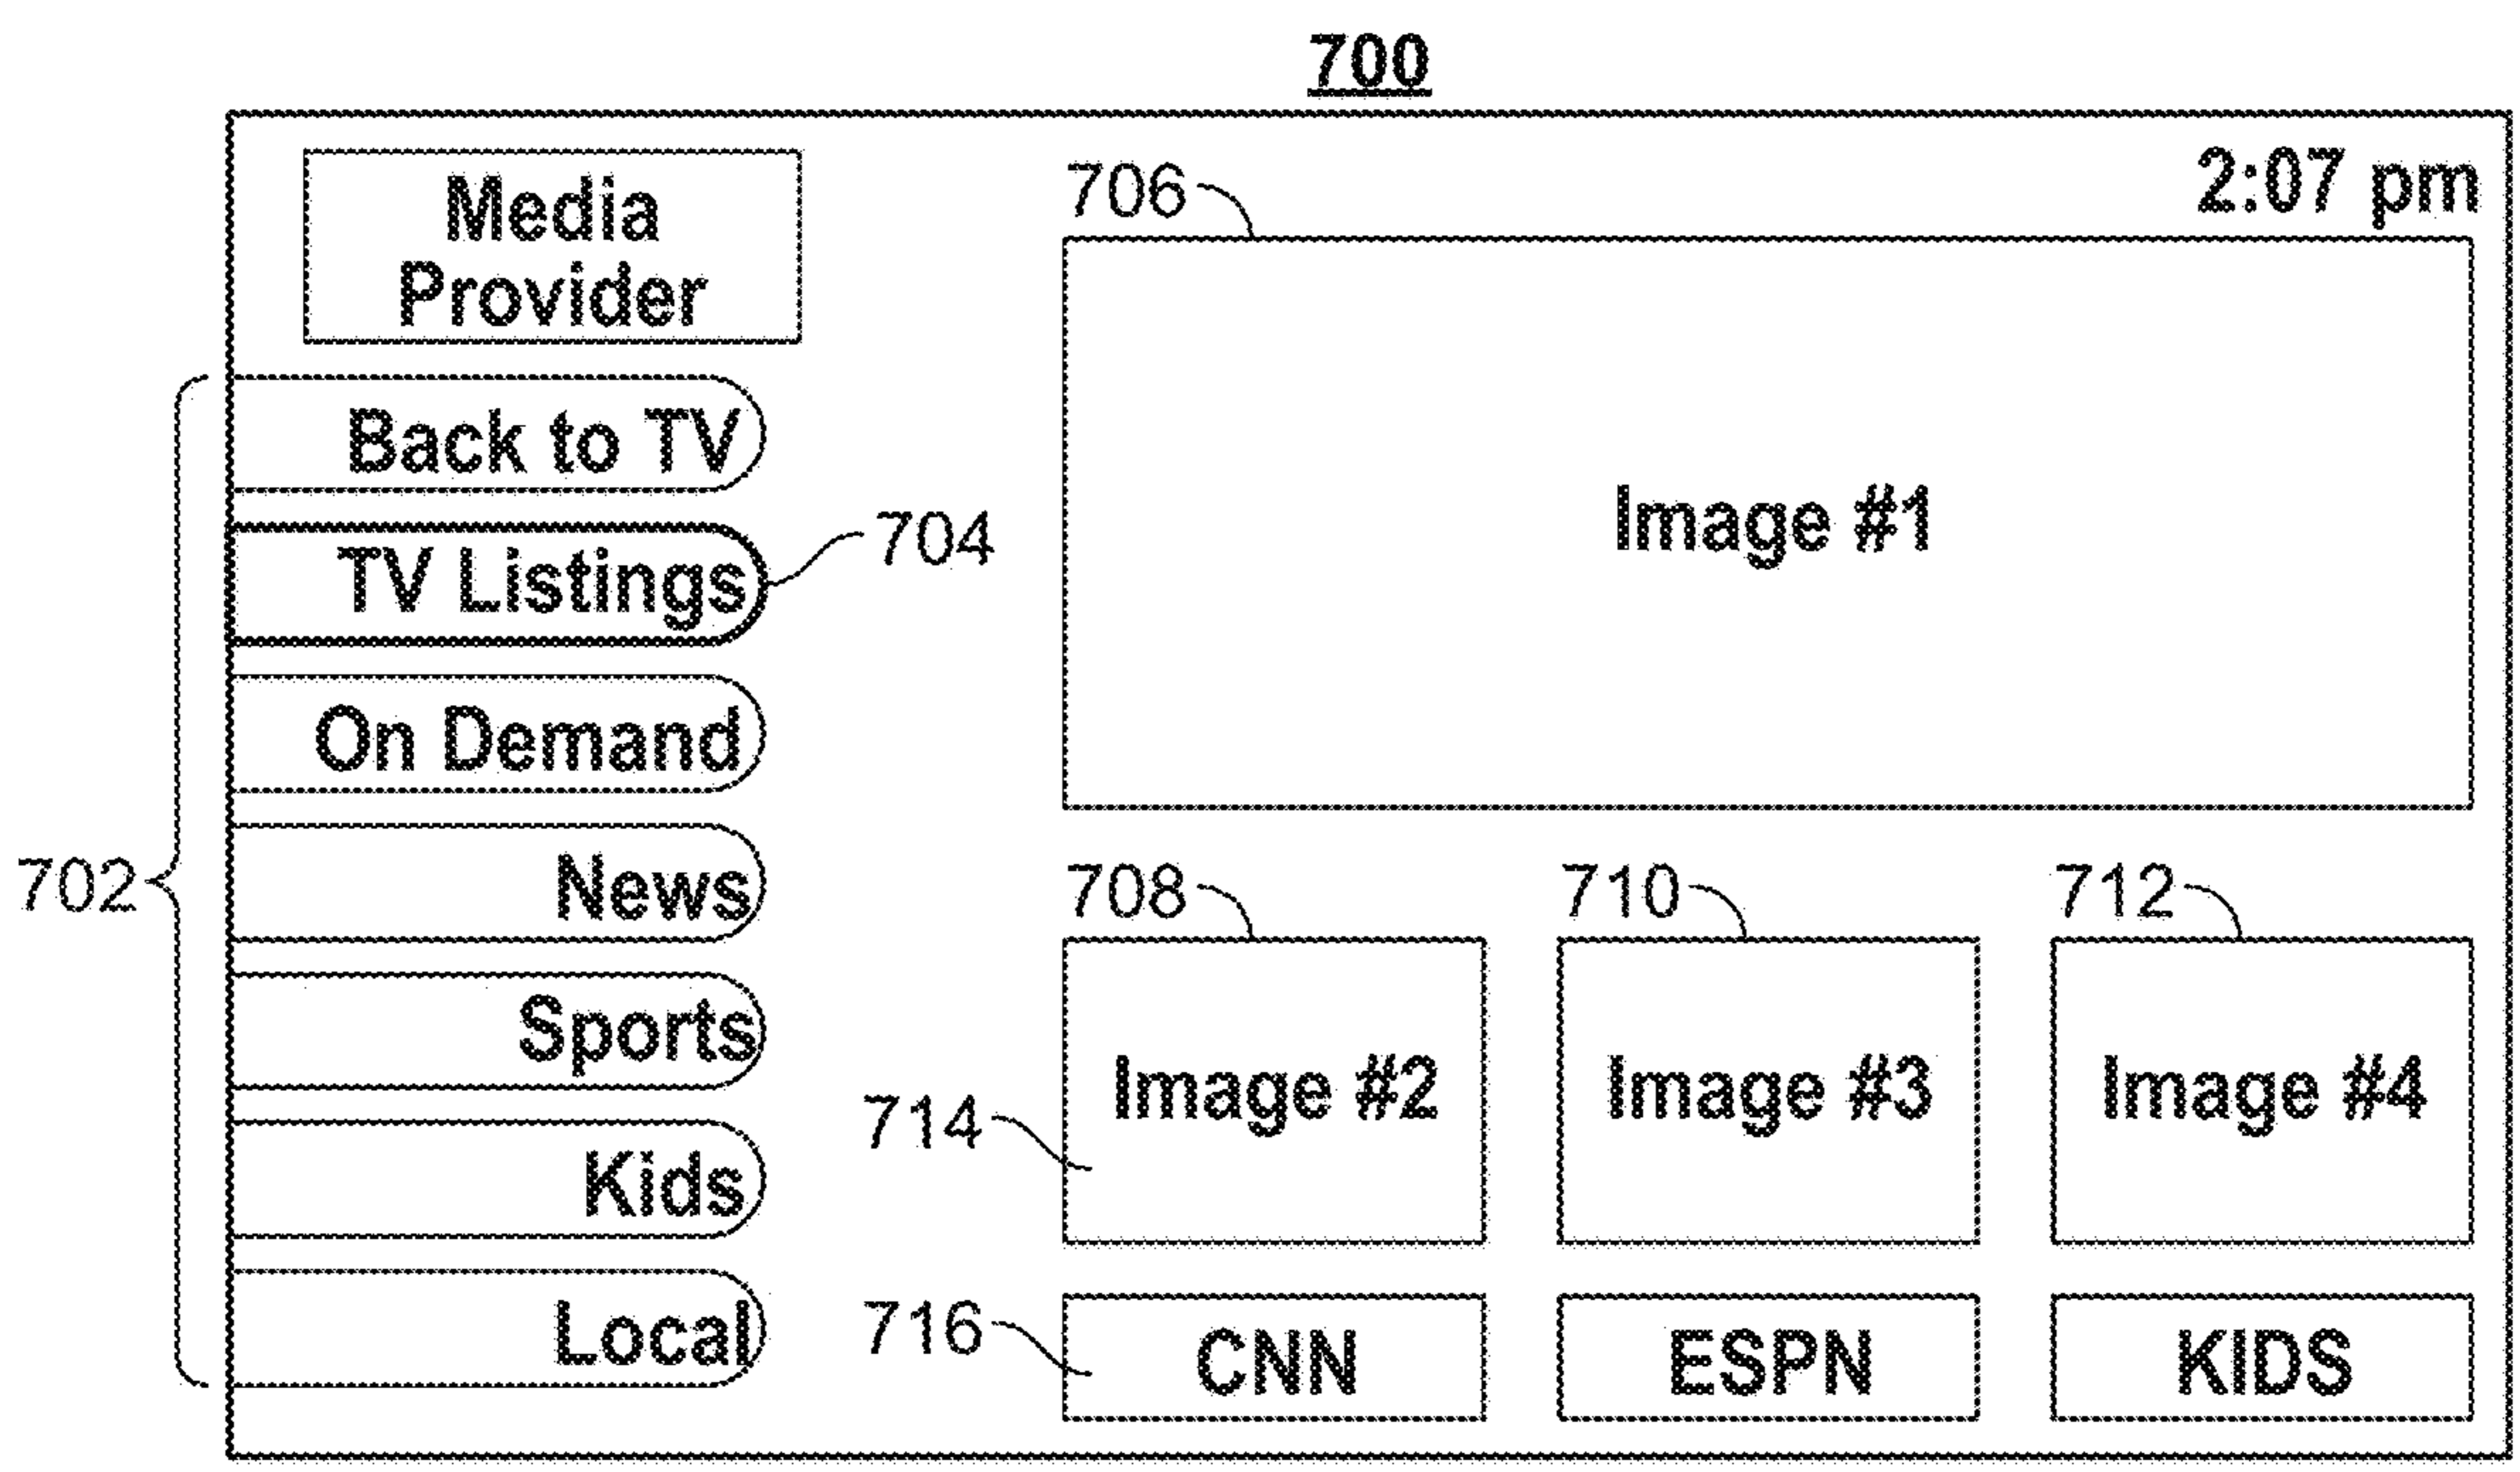 700
Media
Provider
2:07 pm
706
Back to TV
TV Listings
704
Image #1
On Demand
702
News
708
710
712
Sports
Image #2
Image #3
Image #4
714
Kids
Local
716
CNN
ESPN
KIDS